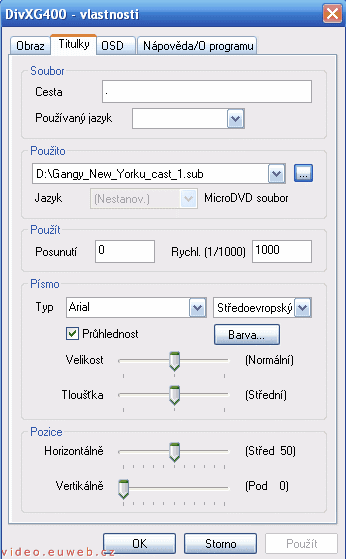 DivXG400 - vlastnosti
Obraz Titulky OSD Nápověda/O programu
Soubor
Cesta .
Používaný jazyk
Použito
D:\Gangy_New_Yorku_cast_1.sub ...
Jazyk (Nestanov.) MicroDVD soubor
Použít
Posunutí 0 Rychl. (1/1000) 1000
Písmo
Typ Arial Středoevropský
Průhlednost Barva...
Velikost (Normální)
Tloušťka (Střední)
Pozice
Horizontálně (Střed 50)
Vertikálně (Pod 0)
OK Storno Použít
video.euweb.cz